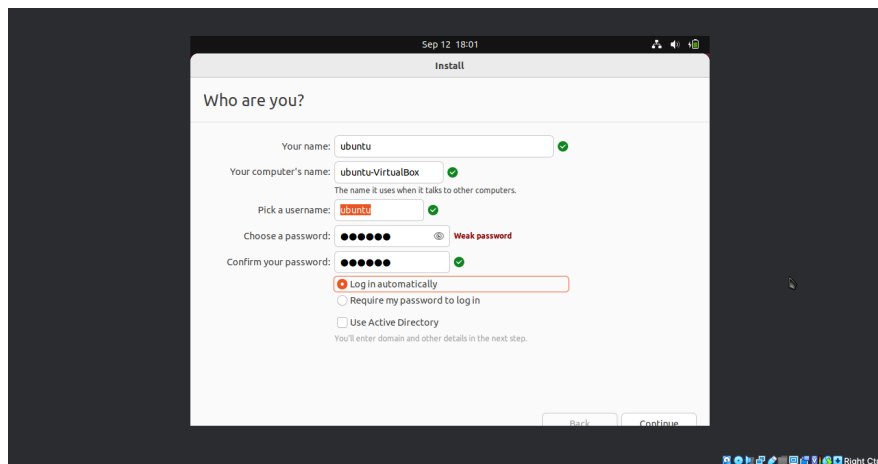 Sep 12 18:01
Install
Who are you?
Your name: ubuntu
Your computer's name: ubuntu-VirtualBox
The name it uses when it talks to other computers.
Pick a username: ubuntu
Choose a password: ●●●●●● Weak password
Confirm your password: ●●●●●●
Log in automatically
Require my password to log in
Use Active Directory
You'll enter domain and other details in the next step.
Back Continue
Right Ctrl